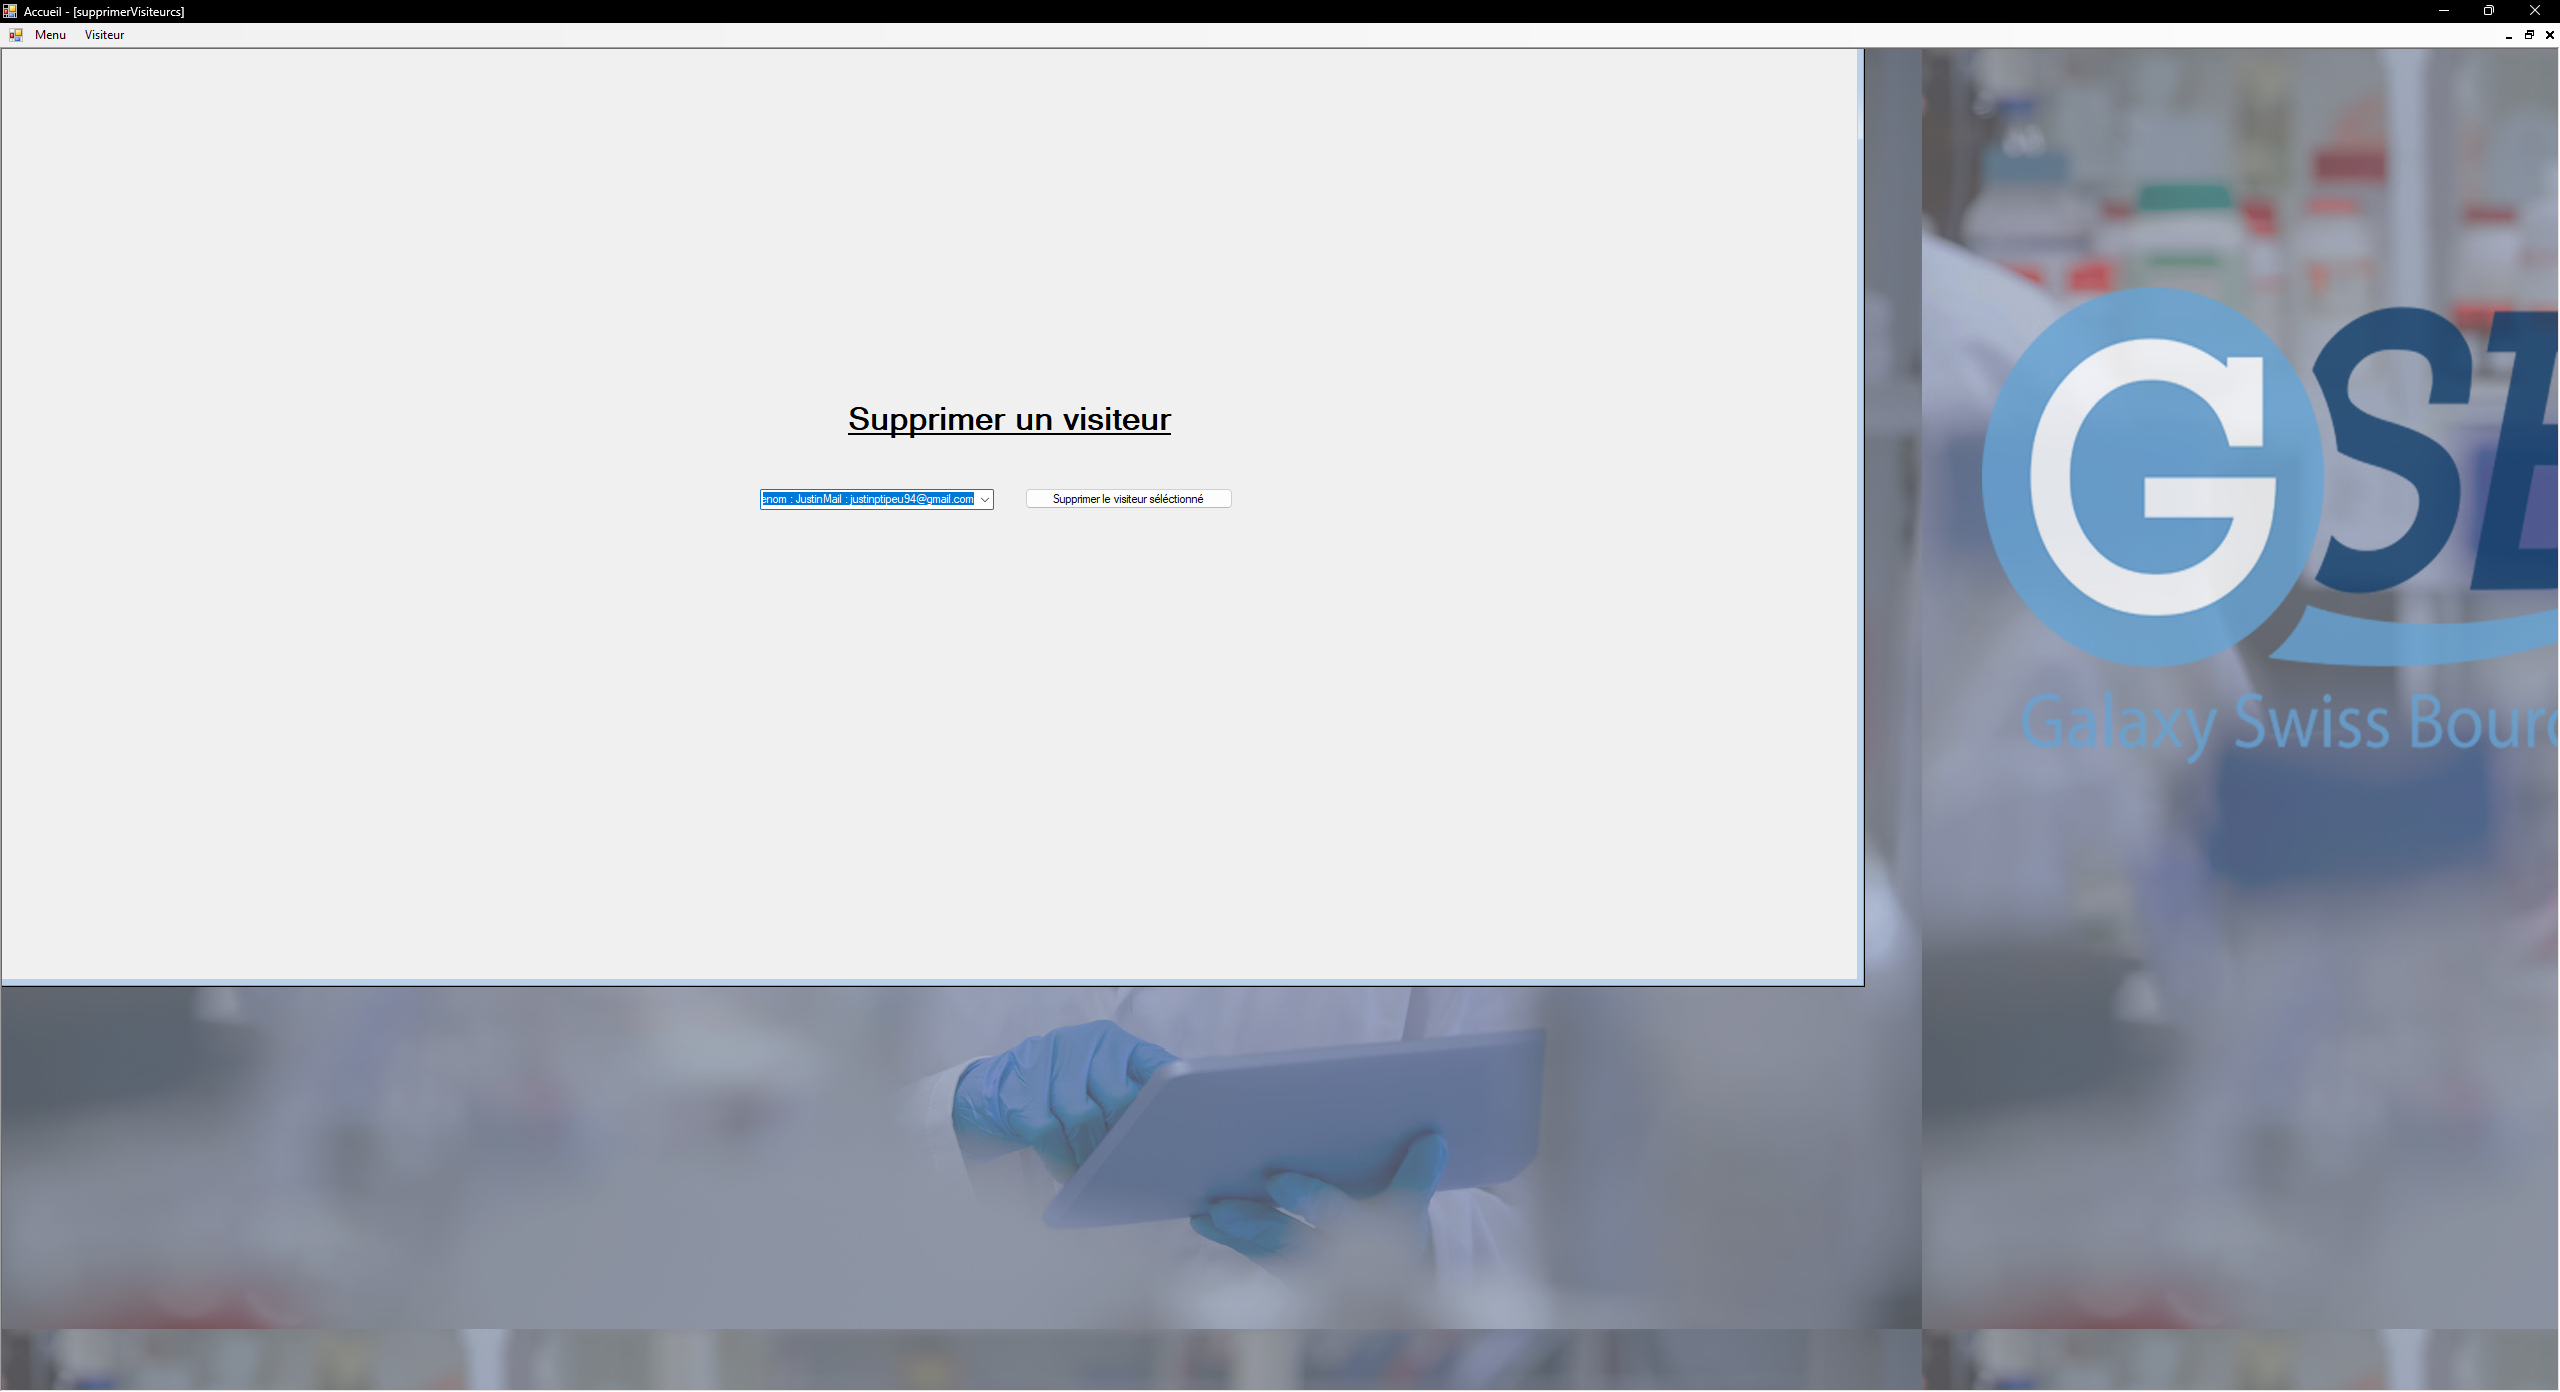 Accueil - [supprimerVisiteurcs]
Menu Visiteur
Supprimer un visiteur
enom : JustinMail : justinptipeu94@gmail.com
Supprimer le visiteur séléctionné
GS
Galaxy Swiss Bour